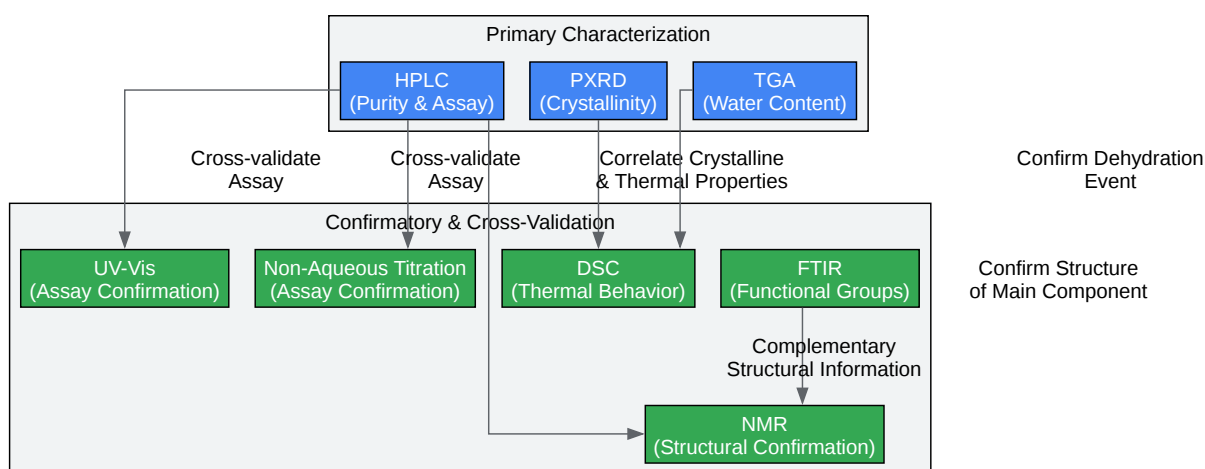 Primary Characterization
HPLC
(Purity & Assay)
PXRD
(Crystallinity)
TGA
(Water Content)
Cross-validate
Assay
Cross-validate
Assay
Correlate Crystalline
& Thermal Properties
Confirm Dehydration
Event
Confirmatory & Cross-Validation
UV-Vis
(Assay Confirmation)
Non-Aqueous Titration
(Assay Confirmation)
DSC
(Thermal Behavior)
FTIR
(Functional Groups)
Confirm Structure
of Main Component
Complementary
Structural Information
NMR
(Structural Confirmation)